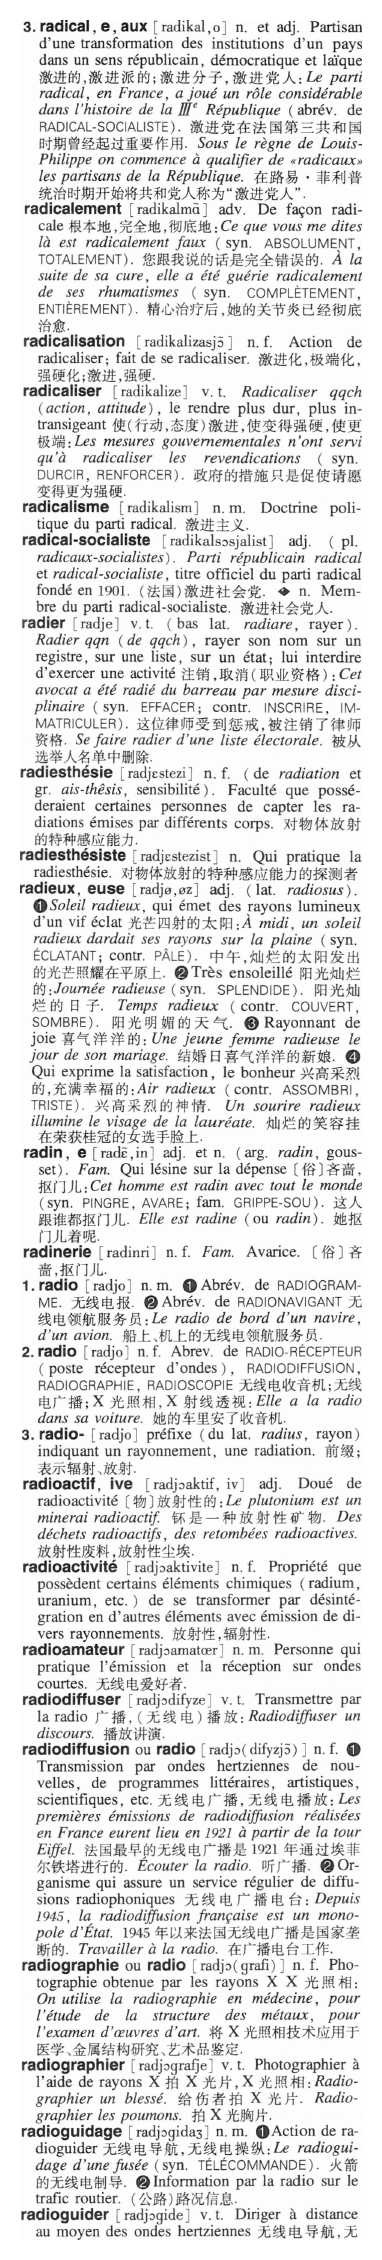 3. radical, e, aux [radikal, o] n. et adj. Partisan
d'une transformation des institutions d'un pays
dans un sens républicain, démocratique et laïque
激进的,激进派的;激进分子,激进党人: Le parti
radical, en France, a joué un rôle considérable
dans l'histoire de la IIIᵉ République (abrév. de
RADICAL-SOCIALISTE). 激进党在法国第三共和国
时期曾经起过重要作用. Sous le règne de Louis-
Philippe on commence à qualifier de «radicaux»
les partisans de la République. 在路易·菲利普
统治时期开始将共和党人称为“激进党人”.
radicalement [radikalmɑ̃] adv. De façon radi-
cale 根本地,完全地,彻底地: Ce que vous me dites
là est radicalement faux (syn. ABSOLUMENT,
TOTALEMENT). 您跟我说的话是完全错误的. À la
suite de sa cure, elle a été guérie radicalement
de ses rhumatismes ( syn. COMPLÈTEMENT,
ENTIÈREMENT). 精心治疗后,她的关节炎已经彻底
治愈.
radicalisation [radikalizasjɔ̃] n. f. Action de
radicaliser; fait de se radicaliser. 激进化,极端化,
强硬化;激进,强硬.
radicaliser [radikalize] v. t. Radicaliser qqch
(action, attitude), le rendre plus dur, plus in-
transigeant 使(行动,态度)激进,使变得强硬,使更
极端: Les mesures gouvernementales n'ont servi
qu'à radicaliser les revendications ( syn.
DURCIR, RENFORCER). 政府的措施只是促使请愿
变得更为强硬.
radicalisme [radikalism] n. m. Doctrine poli-
tique du parti radical. 激进主义.
radical-socialiste [radikalsɔsjalist] adj. ( pl.
radicaux-socialistes). Parti républicain radical
et radical-socialiste, titre officiel du parti radical
fondé en 1901. (法国)激进社会党. ◆ n. Mem-
bre du parti radical-socialiste. 激进社会党人.
radier [radje] v. t. ( bas lat. radiare, rayer).
Radier qqn (de qqch), rayer son nom sur un
registre, sur une liste, sur un état; lui interdire
d'exercer une activité 注销,取消(职业资格): Cet
avocat a été radié du barreau par mesure disci-
plinaire ( syn. EFFACER; contr. INSCRIRE, IM-
MATRICULER). 这位律师受到惩戒,被注销了律师
资格. Se faire radier d'une liste électorale. 被从
选举人名单中删除.
radiesthésie [radjɛstezi] n. f. ( de radiation et
gr. ais-thêsis, sensibilité). Faculté que possé-
deraient certaines personnes de capter les ra-
diations émises par différents corps. 对物体放射
的特种感应能力.
radiesthésiste [radjɛstezist] n. Qui pratique la
radiesthésie. 对物体放射的特种感应能力的探测者
radieux, euse [radjø, øz] adj. (lat. radiosus).
❶ Soleil radieux, qui émet des rayons lumineux
d'un vif éclat 光芒四射的太阳: À midi, un soleil
radieux dardait ses rayons sur la plaine (syn.
ÉCLATANT; contr. PÂLE). 中午,灿烂的太阳发出
的光芒照耀在平原上. ❷ Très ensoleillé 阳光灿烂
的: Journée radieuse (syn. SPLENDIDE). 阳光灿
烂的日子. Temps radieux ( contr. COUVERT,
SOMBRE). 阳光明媚的天气. ❸ Rayonnant de
joie 喜气洋洋的: Une jeune femme radieuse le
jour de son mariage. 结婚日喜气洋洋的新娘. ❹
Qui exprime la satisfaction, le bonheur 兴高采烈
的,充满幸福的: Air radieux (contr. ASSOMBRI,
TRISTE). 兴高采烈的神情. Un sourire radieux
illumine le visage de la lauréate. 灿烂的笑容挂
在荣获桂冠的女选手脸上.
radin, e [radɛ̃, in] adj. et n. (arg. radin, gous-
set). Fam. Qui lésine sur la dépense〔俗〕吝啬,
抠门儿: Cet homme est radin avec tout le monde
(syn. PINGRE, AVARE; fam. GRIPPE-SOU). 这人
跟谁都抠门儿. Elle est radine (ou radin). 她抠
门儿着呢.
radinerie [radinri] n. f. Fam. Avarice. 〔俗〕吝
啬,抠门儿.
1. radio [radjo] n. m. ❶ Abrév. de RADIOGRAM-
ME. 无线电报. ❷ Abrév. de RADIONAVIGANT 无
线电领航服务员: Le radio de bord d'un navire,
d'un avion. 船上、机上的无线电领航服务员.
2. radio [radjo] n. f. Abrev. de RADIO-RÉCEPTEUR
( poste récepteur d'ondes), RADIODIFFUSION,
RADIOGRAPHIE, RADIOSCOPIE 无线电收音机;无线
电广播;X 光照相,X 射线透视: Elle a la radio
dans sa voiture. 她的车里安了收音机.
3. radio- [radjo] préfixe (du lat. radius, rayon)
indiquant un rayonnement, une radiation. 前缀;
表示辐射、放射.
radioactif, ive [radjɔaktif, iv] adj. Doué de
radioactivité [物]放射性的: Le plutonium est un
minerai radioactif. 钚是一种放射性矿物. Des
déchets radioactifs, des retombées radioactives.
放射性废料,放射性尘埃.
radioactivité [radjɔaktivite] n. f. Propriété que
possèdent certains éléments chimiques (radium,
uranium, etc.) de se transformer par désinté-
gration en d'autres éléments avec émission de di-
vers rayonnements. 放射性,辐射性.
radioamateur [radjɔamatœr] n. m. Personne qui
pratique l'émission et la réception sur ondes
courtes. 无线电爱好者.
radiodiffuser [radjɔdifyze] v. t. Transmettre par
la radio 广播,(无线电)播放: Radiodiffuser un
discours. 播放讲演.
radiodiffusion ou radio [radjɔ(difyzjɔ̃)] n. f. ❶
Transmission par ondes hertziennes de nou-
velles, de programmes littéraires, artistiques,
scientifiques, etc. 无线电广播,无线电播放: Les
premières émissions de radiodiffusion réalisées
en France eurent lieu en 1921 à partir de la tour
Eiffel. 法国最早的无线电广播是 1921 年通过埃菲
尔铁塔进行的. Écouter la radio. 听广播. ❷ Or-
ganisme qui assure un service régulier de diffu-
sions radiophoniques 无线电广播电台: Depuis
1945, la radiodiffusion française est un mono-
pole d'État. 1945 年以来法国无线电广播是国家垄
断的. Travailler à la radio. 在广播电台工作.
radiographie ou radio [radjɔ(grafi)] n. f. Pho-
tographie obtenue par les rayons X X 光照相:
On utilise la radiographie en médecine, pour
l'étude de la structure des métaux, pour
l'examen d'œuvres d'art. 将 X 光照相技术应用于
医学、金属结构研究、艺术品鉴定.
radiographier [radjɔgrafje] v. t. Photographier à
l'aide de rayons X 拍 X 光片,X 光照相: Radio-
graphier un blessé. 给伤者拍 X 光片. Radio-
graphier les poumons. 拍 X 光胸片.
radioguidage [radjɔgidaʒ] n. m. ❶ Action de ra-
dioguider 无线电导航,无线电操纵: Le radiogui-
dage d'une fusée (syn. TÉLÉCOMMANDE). 火箭
的无线电制导. ❷ Information par la radio sur le
trafic routier. (公路)路况信息.
radioguider [radjɔgide] v. t. Diriger à distance
au moyen des ondes hertziennes 无线电导航,无